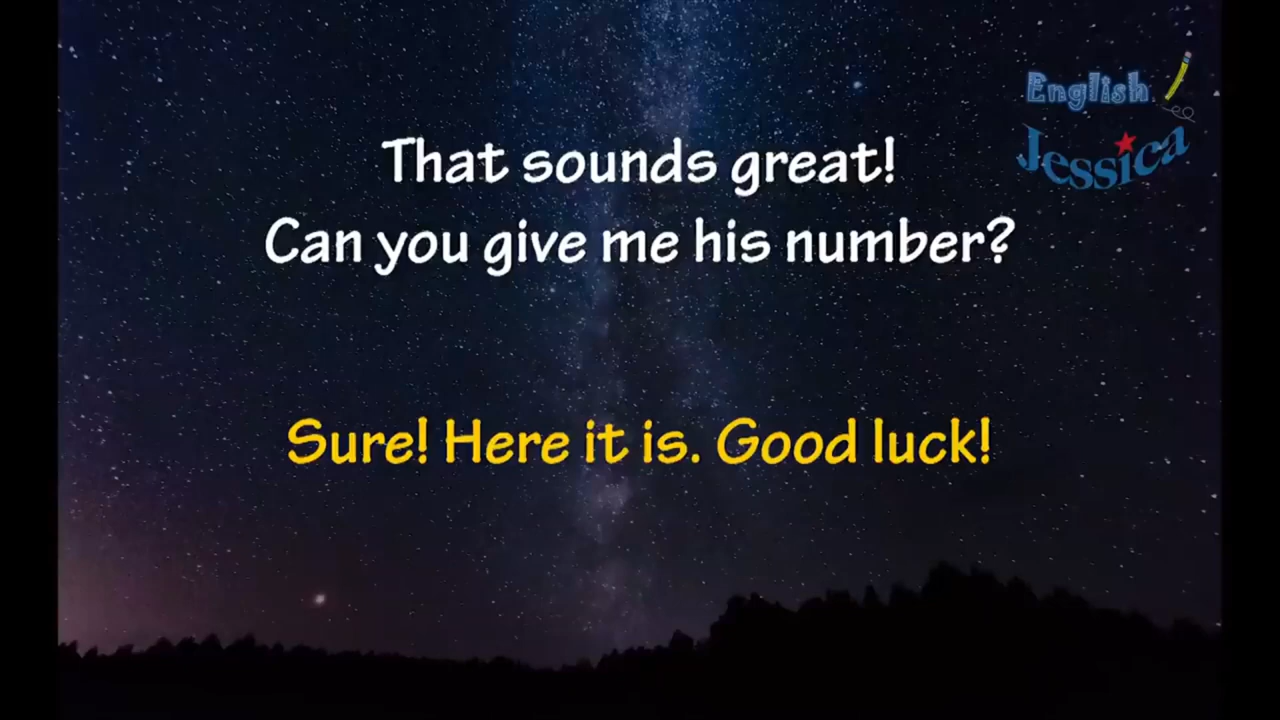 English
Jessica
That sounds great!
Can you give me his number?
Sure! Here it is. Good luck!